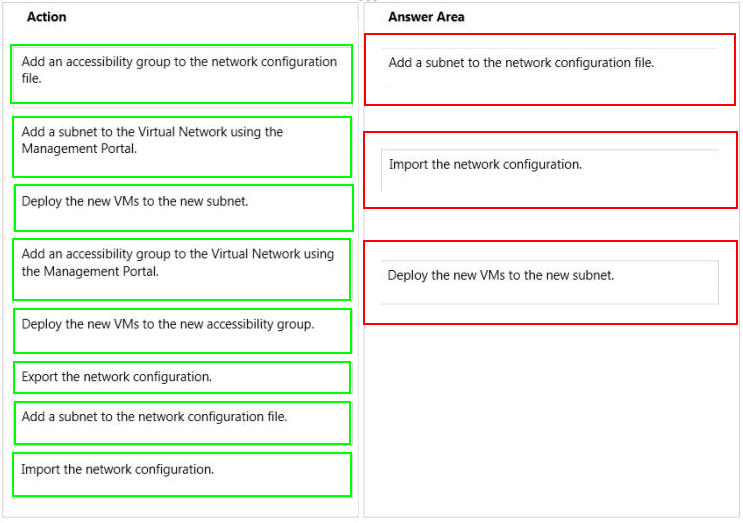 Action
Add an accessibility group to the network configuration
file.
Add a subnet to the Virtual Network using the
Management Portal.
Deploy the new VMs to the new subnet.
Add an accessibility group to the Virtual Network using
the Management Portal.
Deploy the new VMs to the new accessibility group.
Export the network configuration.
Add a subnet to the network configuration file.
Import the network configuration.
Answer Area
Add a subnet to the network configuration file.
Import the network configuration.
Deploy the new VMs to the new subnet.